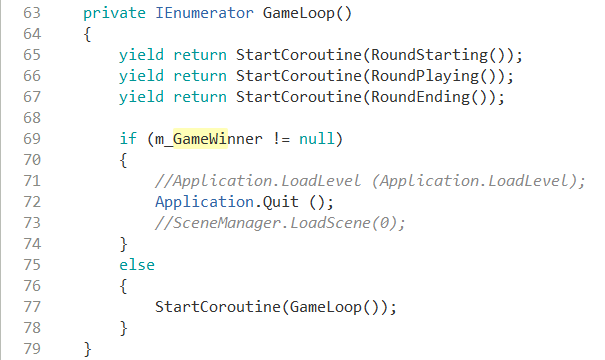 63 private IEnumerator GameLoop()
64 {
65 yield return StartCoroutine(RoundStarting());
66 yield return StartCoroutine(RoundPlaying());
67 yield return StartCoroutine(RoundEnding());
68
69 if (m_GameWinner != null)
70 {
71 //Application.LoadLevel (Application.LoadLevel);
72 Application.Quit ();
73 //SceneManager.LoadScene(0);
74 }
75 else
76 {
77 StartCoroutine(GameLoop());
78 }
79 }